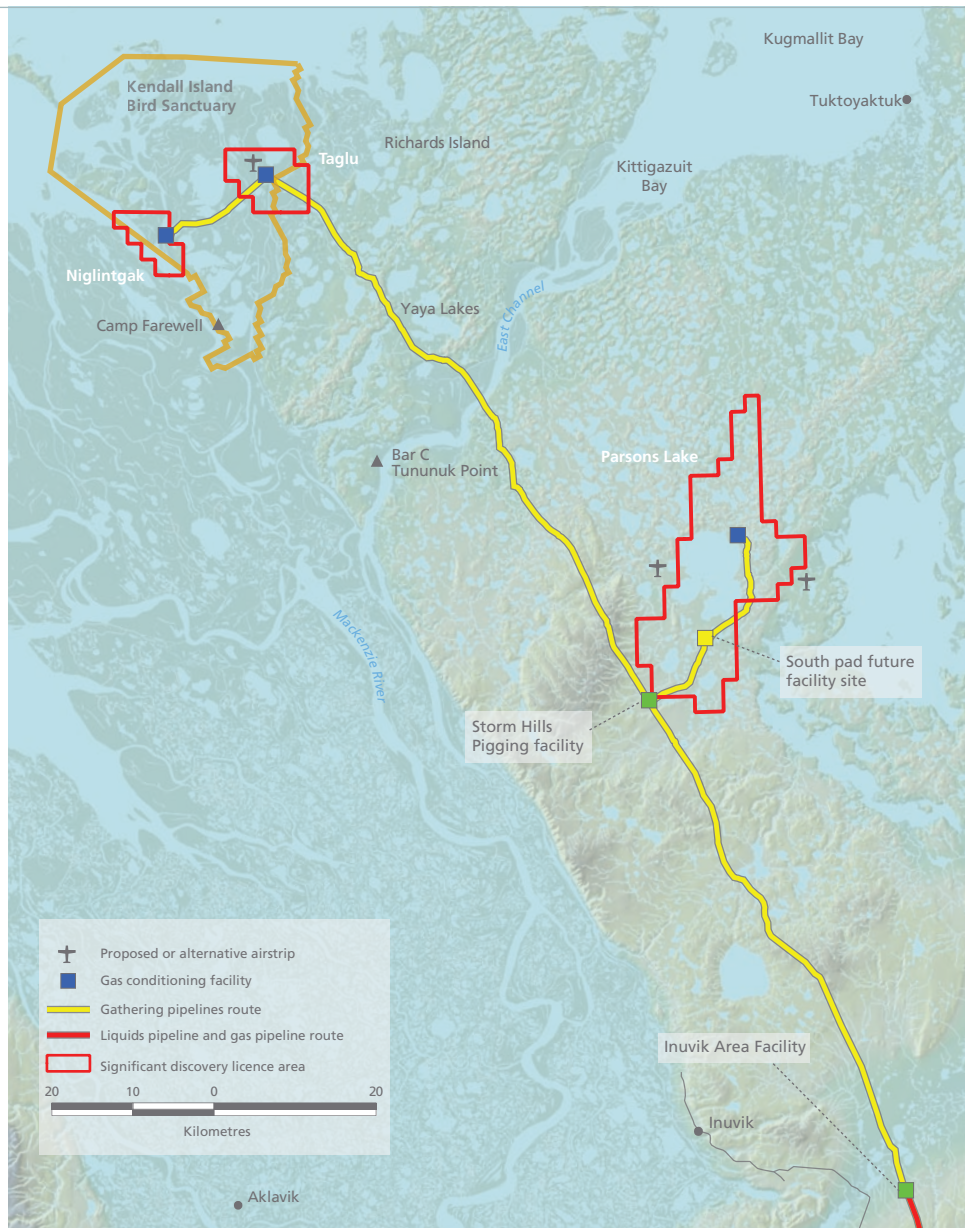 Kugmallit Bay
Kendall Island
Bird Sanctuary
Tuktoyaktuk
Richards Island
Taglu
Kittigazuit
Bay
Niglintgak
Camp Farewell
Yaya Lakes
East Channel
Bar C
Tununuk Point
Parsons Lake
Mackenzie River
South pad future
facility site
Storm Hills
Pigging facility
Proposed or alternative airstrip
Gas conditioning facility
Gathering pipelines route
Liquids pipeline and gas pipeline route
Significant discovery licence area
20 10 0 20
Kilometres
Inuvik Area Facility
Inuvik
Aklavik